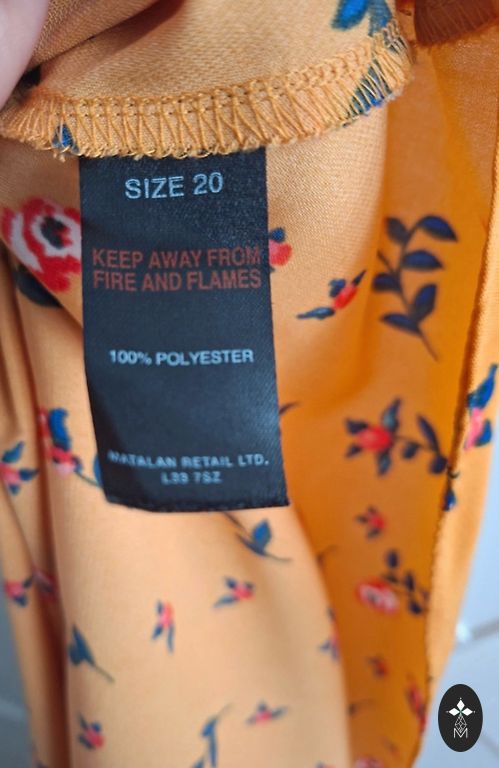 SIZE 20
KEEP AWAY FROM
FIRE AND FLAMES
100% POLYESTER
MATALAN RETAIL LTD.
L33 7SZ
M